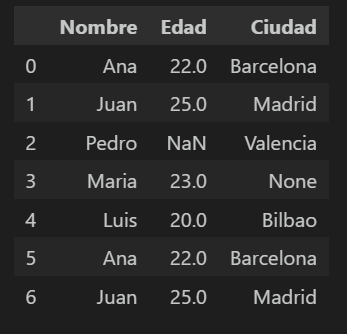 Nombre Edad Ciudad
0 Ana 22.0 Barcelona
1 Juan 25.0 Madrid
2 Pedro NaN Valencia
3 Maria 23.0 None
4 Luis 20.0 Bilbao
5 Ana 22.0 Barcelona
6 Juan 25.0 Madrid